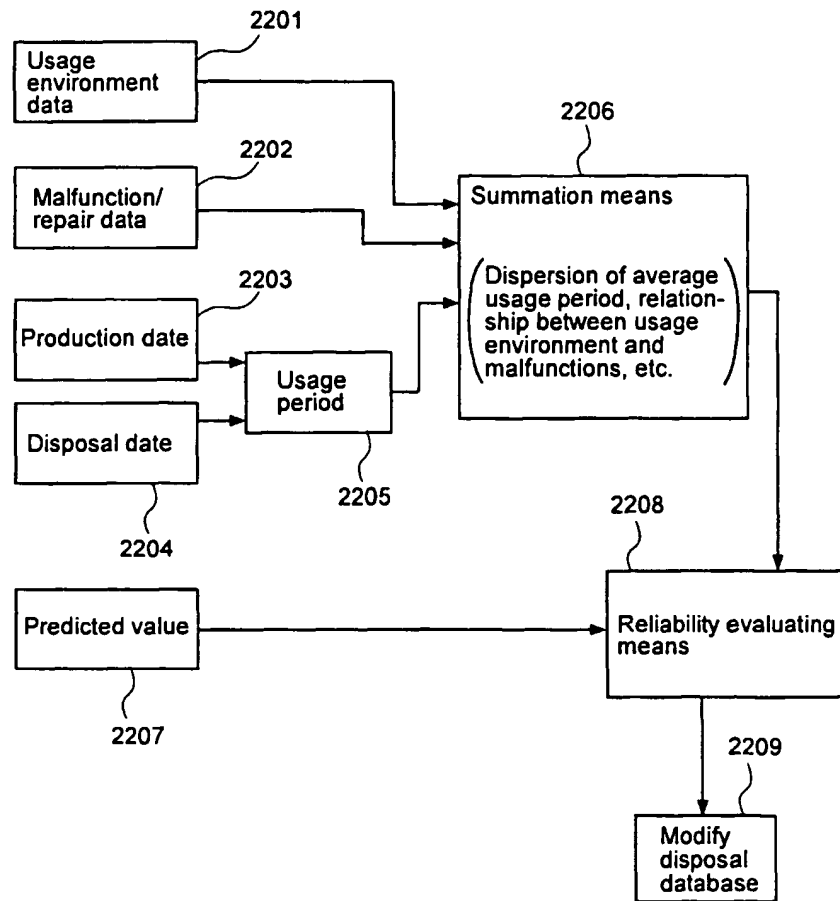 2201
Usage
environment
data
2206
2202
Malfunction/
repair data
Summation means
(Dispersion of average
usage period, relation-
ship between usage
environment and
malfunctions, etc.)
2203
Production date
Usage
period
Disposal date
2205
2204
2208
Predicted value
Reliability evaluating
means
2207
2209
Modify
disposal
database